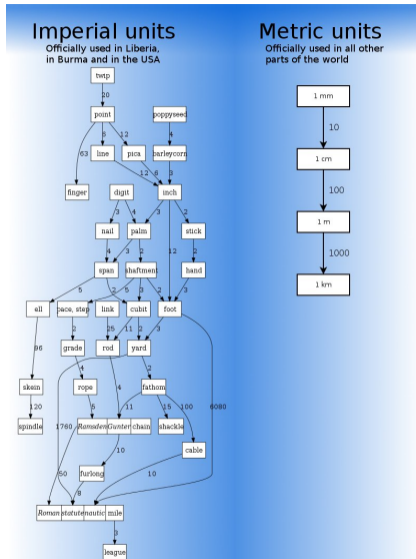 Imperial units
Officially used in Liberia,
in Burma and in the USA
twip
20
point
poppyseed
6
12
4
63
line
pica
barleycorn
12
6
3
finger
digit
inch
3
4
3
2
nail
palm
12
stick
4
3
2
2
span
shaftment
hand
5
2
5
3
2
3
ell
pace, step
link
cubit
foot
2
25
11
2
3
96
grade
rod
yard
4
2
skein
rope
4
fathom
120
5
11
15
100
6080
spindle
1760
Ramsden
Gunter
chain
shackle
10
cable
60
furlong
10
8
Roman
statute
nautic
mile
3
league
Metric units
Officially used in all other
parts of the world
1 mm
10
1 cm
100
1 m
1000
1 km